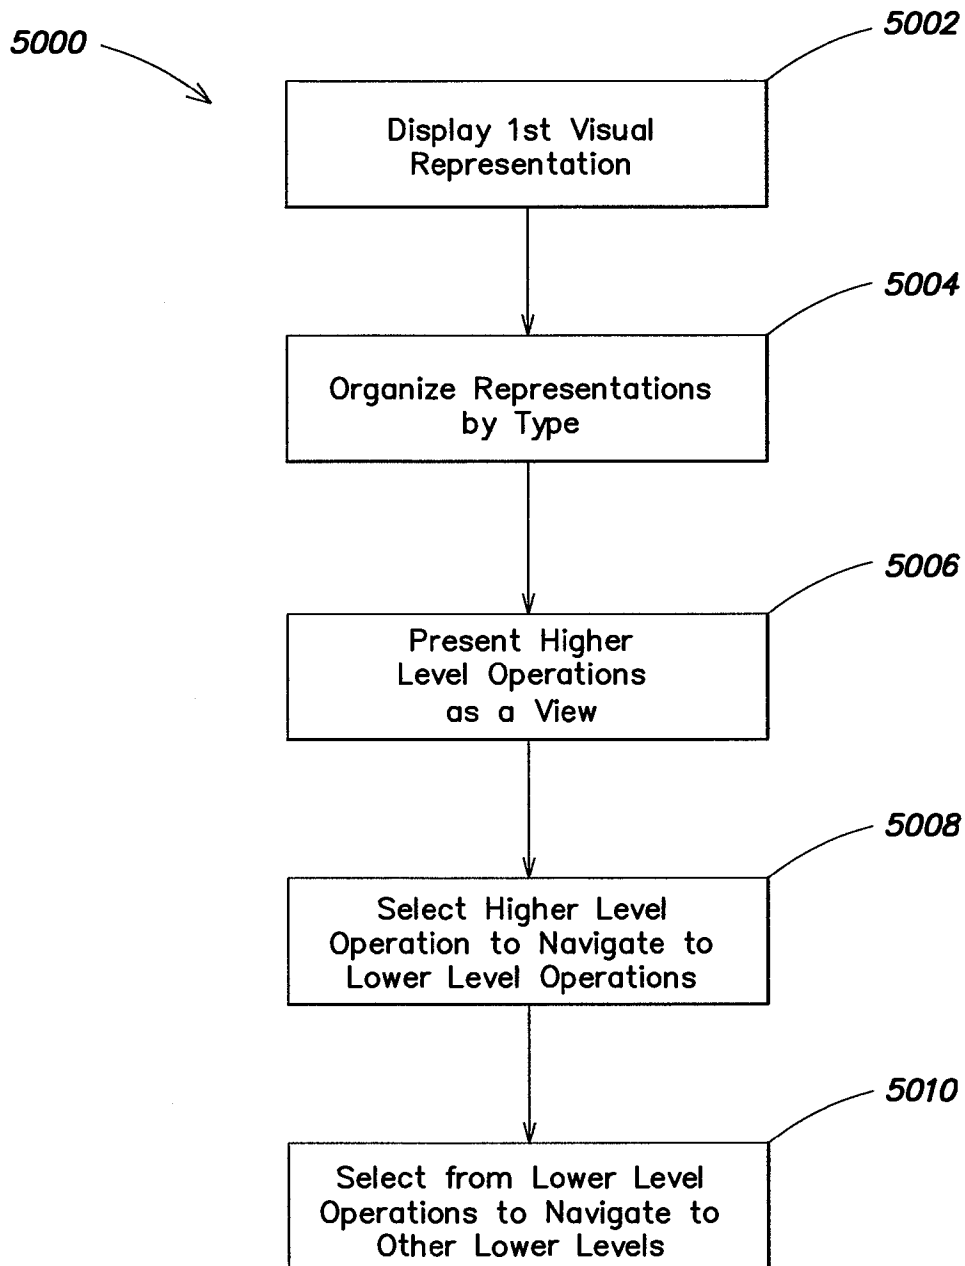 5000
5002
Display 1st Visual
Representation
5004
Organize Representations
by Type
5006
Present Higher
Level Operations
as a View
5008
Select Higher Level
Operation to Navigate to
Lower Level Operations
5010
Select from Lower Level
Operations to Navigate to
Other Lower Levels